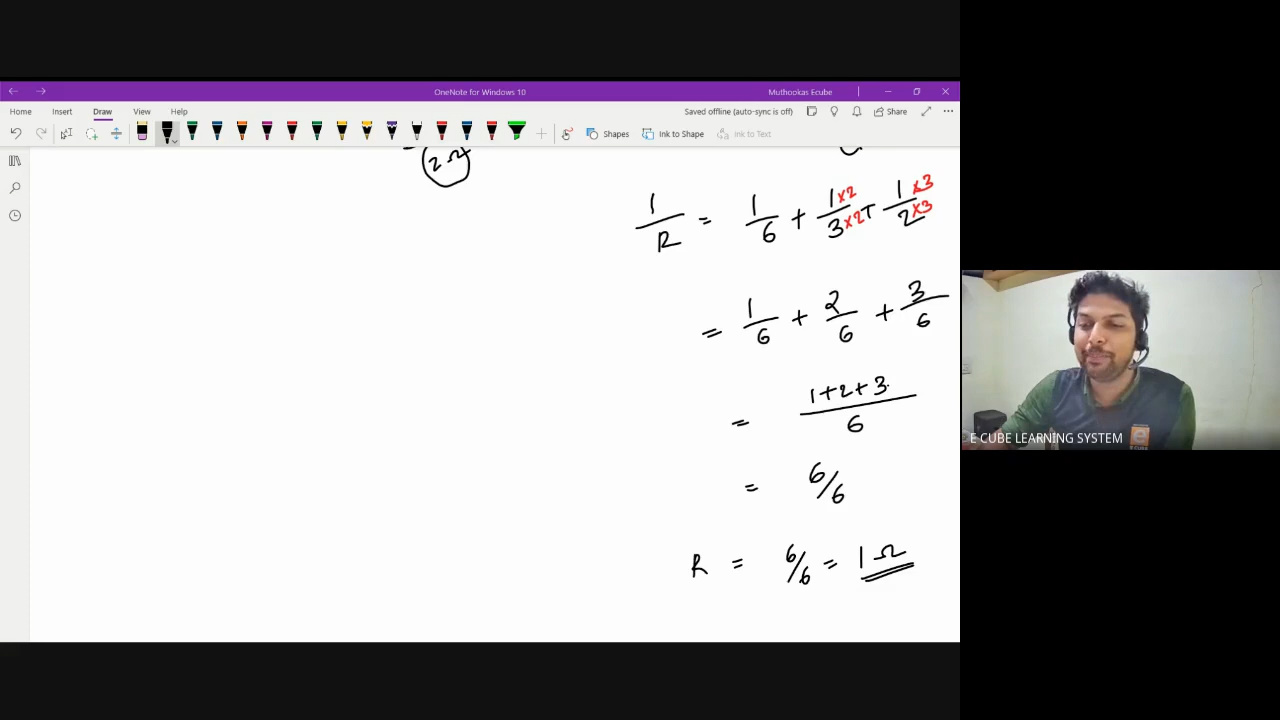 OneNote for Windows 10
Muthookas Ecube
Home Insert Draw View Help
Saved offline (auto-sync is off)
Share
Shapes
Ink to Shape
Ink to Text
2 Ω
1/R = 1/6 + 1×2/3×2 + 1×3/2×3
= 1/6 + 2/6 + 3/6
= 1+2+3/6
= 6/6
R = 6/6 = 1 Ω
E CUBE LEARNING SYSTEM